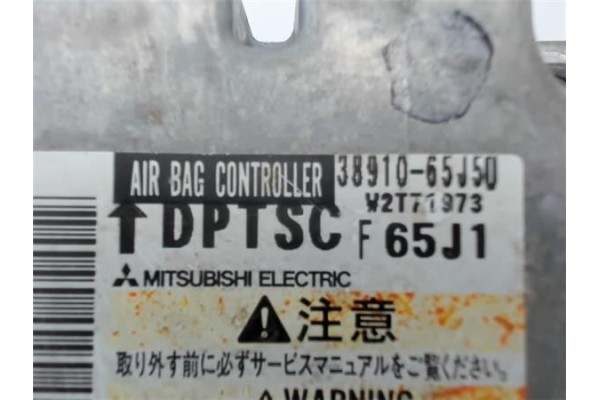 AIR BAG CONTROLLER 38910-65J50
W2T71973
↑DPTSC F 65J1
MITSUBISHI ELECTRIC
⚠注意
取り外す前に必ずサービスマニュアルをご覧ください。
⚠WARNING